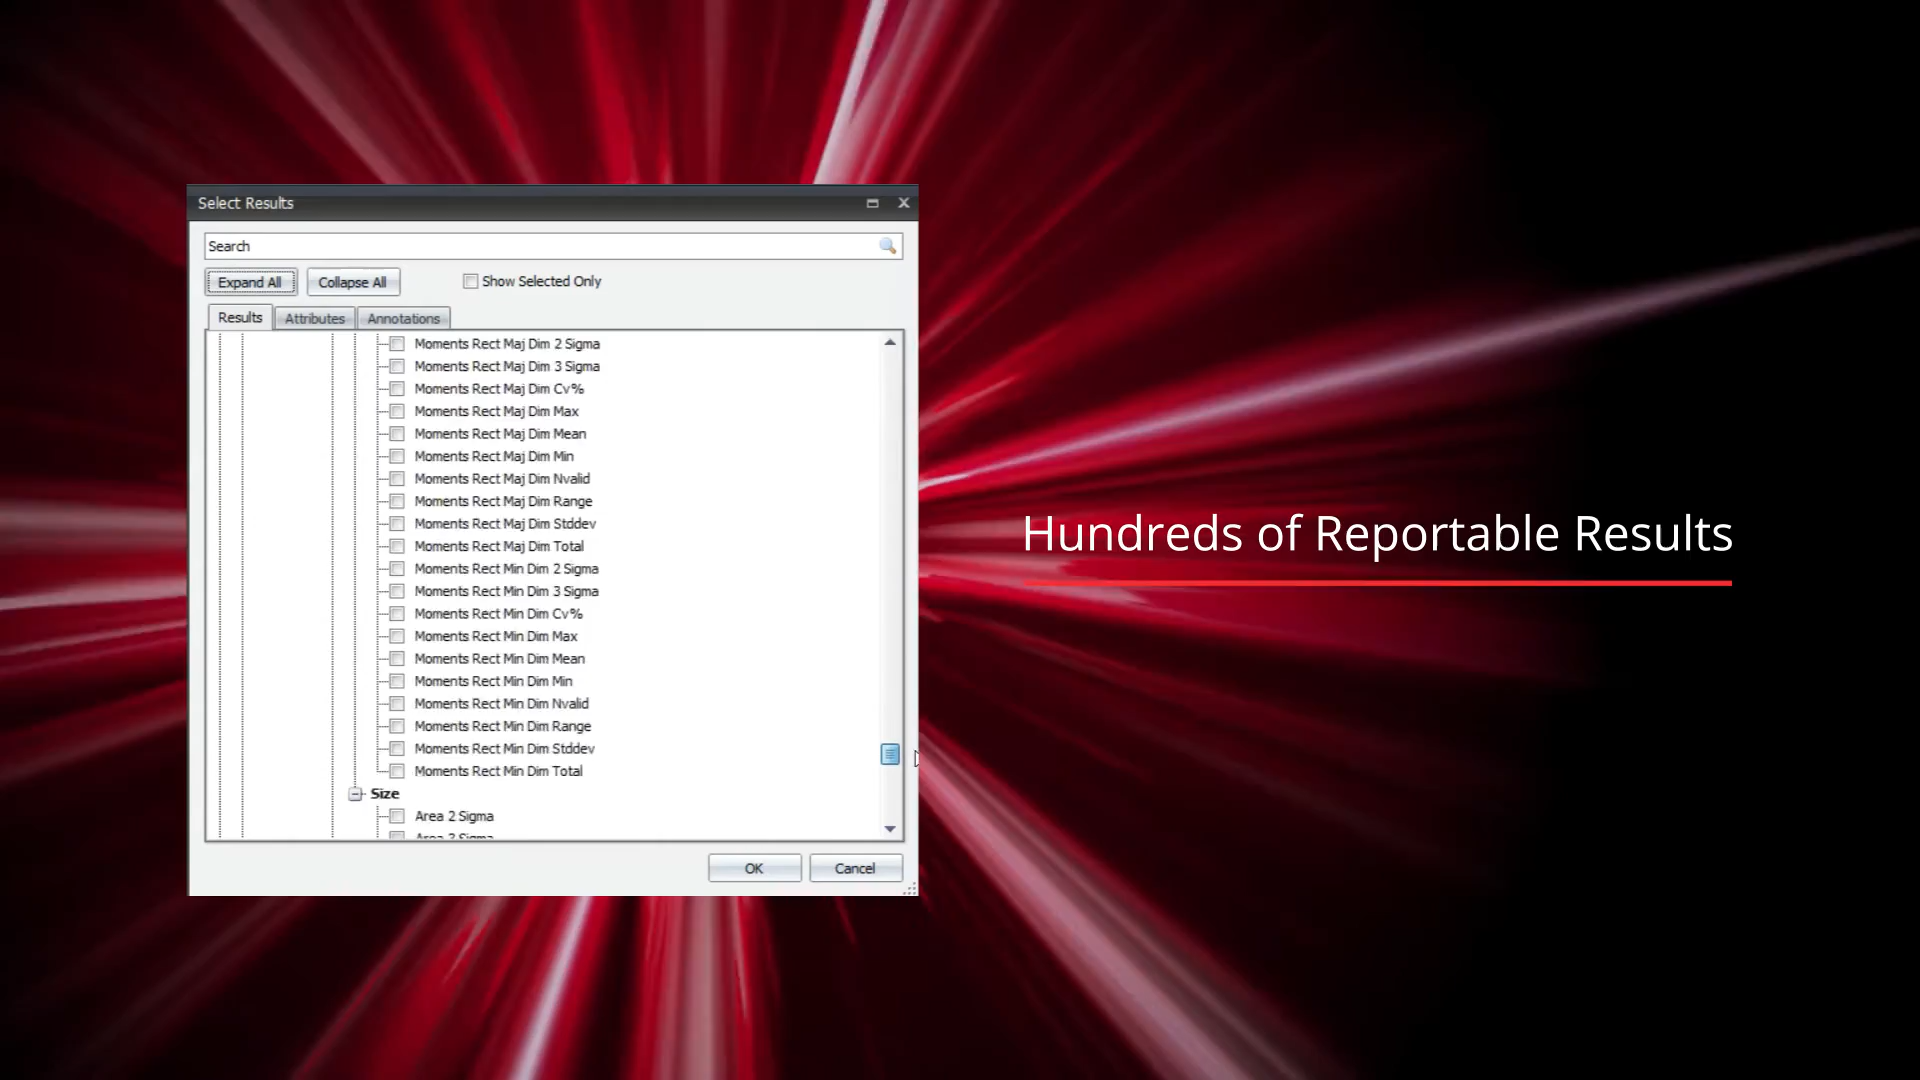 Select Results
Search
Expand All
Collapse All
Show Selected Only
Results
Attributes
Annotations
Moments Rect Maj Dim 2 Sigma
Moments Rect Maj Dim 3 Sigma
Moments Rect Maj Dim Cv%
Moments Rect Maj Dim Max
Moments Rect Maj Dim Mean
Moments Rect Maj Dim Min
Moments Rect Maj Dim Nvalid
Moments Rect Maj Dim Range
Moments Rect Maj Dim Stddev
Moments Rect Maj Dim Total
Moments Rect Min Dim 2 Sigma
Moments Rect Min Dim 3 Sigma
Moments Rect Min Dim Cv%
Moments Rect Min Dim Max
Moments Rect Min Dim Mean
Moments Rect Min Dim Min
Moments Rect Min Dim Nvalid
Moments Rect Min Dim Range
Moments Rect Min Dim Stddev
Moments Rect Min Dim Total
Size
Area 2 Sigma
Area 3 Sigma
OK
Cancel
Hundreds of Reportable Results